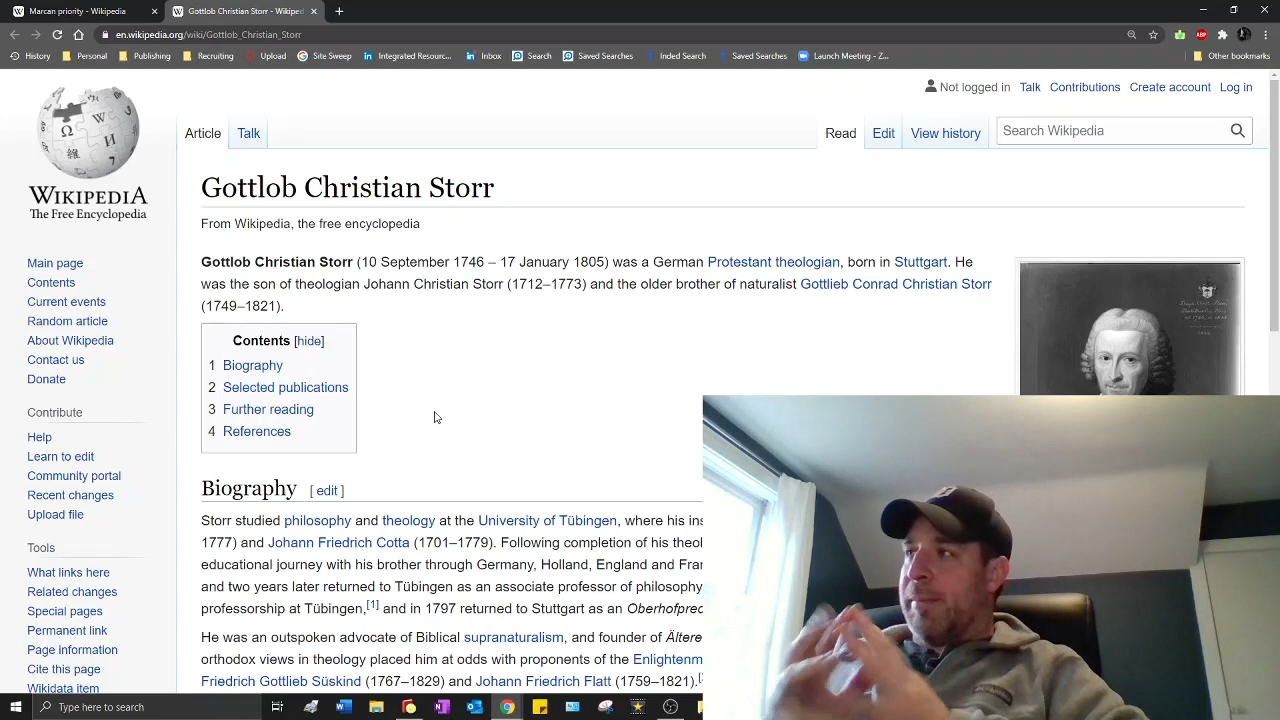 Marcan priority - Wikipedia
Gottlob Christian Storr - Wikiped
en.wikipedia.org/wiki/Gottlob_Christian_Storr
History Personal Publishing Recruiting Upload Site Sweep Integrated Resourc... Inbox Search Saved Searches Indeed Search Saved Searches Launch Meeting - Z... Other bookmarks
Not logged in Talk Contributions Create account Log in
Article Talk Read Edit View history Search Wikipedia
WIKIPEDIA
The Free Encyclopedia
Main page
Contents
Current events
Random article
About Wikipedia
Contact us
Donate
Contribute
Help
Learn to edit
Community portal
Recent changes
Upload file
Tools
What links here
Related changes
Special pages
Permanent link
Page information
Cite this page
Wikidata item
Gottlob Christian Storr
From Wikipedia, the free encyclopedia
Gottlob Christian Storr (10 September 1746 – 17 January 1805) was a German Protestant theologian, born in Stuttgart. He
was the son of theologian Johann Christian Storr (1712–1773) and the older brother of naturalist Gottlieb Conrad Christian Storr
(1749–1821).
Contents [hide]
1 Biography
2 Selected publications
3 Further reading
4 References
Biography [ edit ]
Storr studied philosophy and theology at the University of Tübingen, where his ins
1777) and Johann Friedrich Cotta (1701–1779). Following completion of his theol
educational journey with his brother through Germany, Holland, England and Fran
and two years later returned to Tübingen as an associate professor of philosophy
professorship at Tübingen,[1] and in 1797 returned to Stuttgart as an Oberhofpred
He was an outspoken advocate of Biblical supranaturalism, and founder of Ältere
orthodox views in theology placed him at odds with proponents of the Enlightenm
Friedrich Gottlieb Süskind (1767–1829) and Johann Friedrich Flatt (1759–1821).
Type here to search